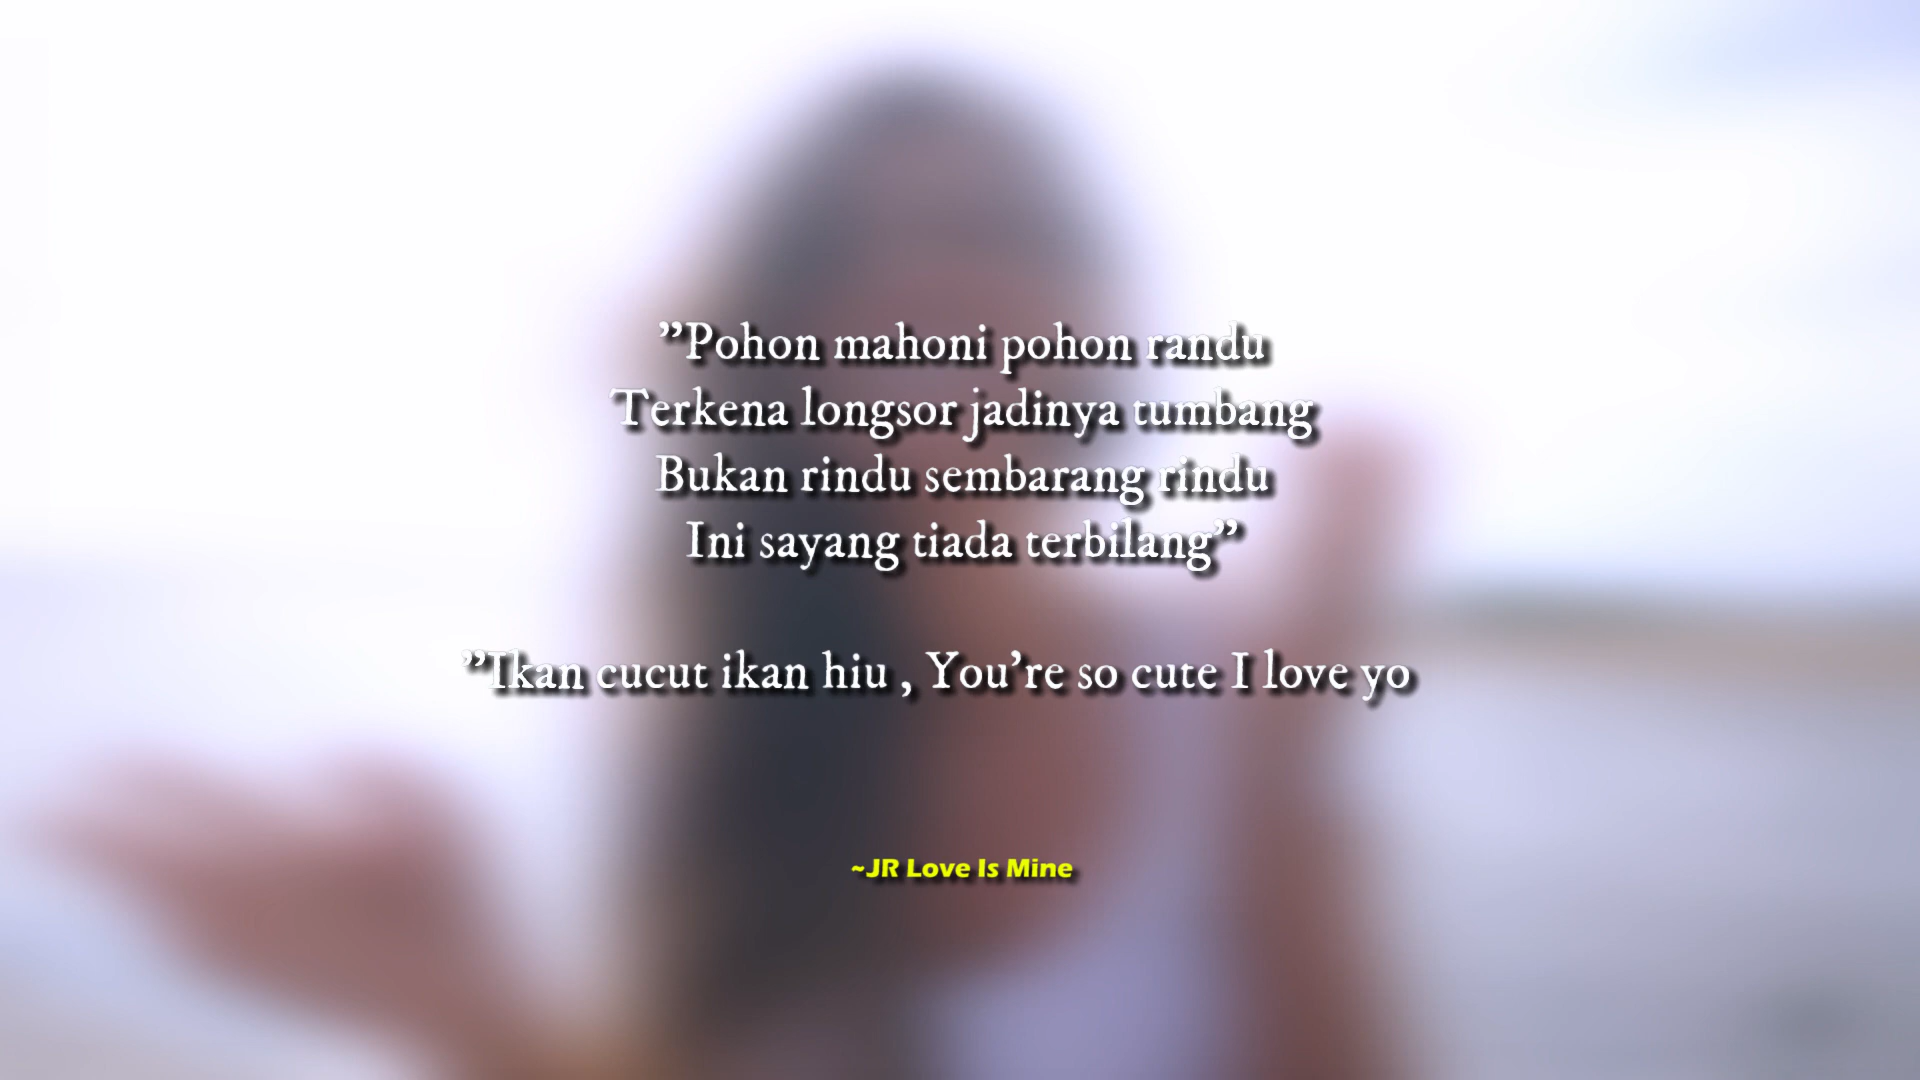 ”Pohon mahoni pohon randu
Terkena longsor jadinya tumbang
Bukan rindu sembarang rindu
Ini sayang tiada terbilang”
”Ikan cucut ikan hiu , You’re so cute I love yo
~JR Love Is Mine